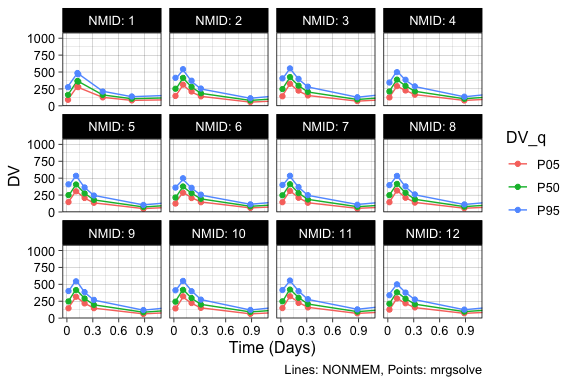 NMID: 1 NMID: 2 NMID: 3 NMID: 4
1000
750
500
250
0
NMID: 5 NMID: 6 NMID: 7 NMID: 8
1000
750
500
250
0
NMID: 9 NMID: 10 NMID: 11 NMID: 12
1000
750
500
250
0
0 0.3 0.6 0.9 0 0.3 0.6 0.9 0 0.3 0.6 0.9 0 0.3 0.6 0.9
DV
Time (Days)
Lines: NONMEM, Points: mrgsolve
DV_q
P05
P50
P95